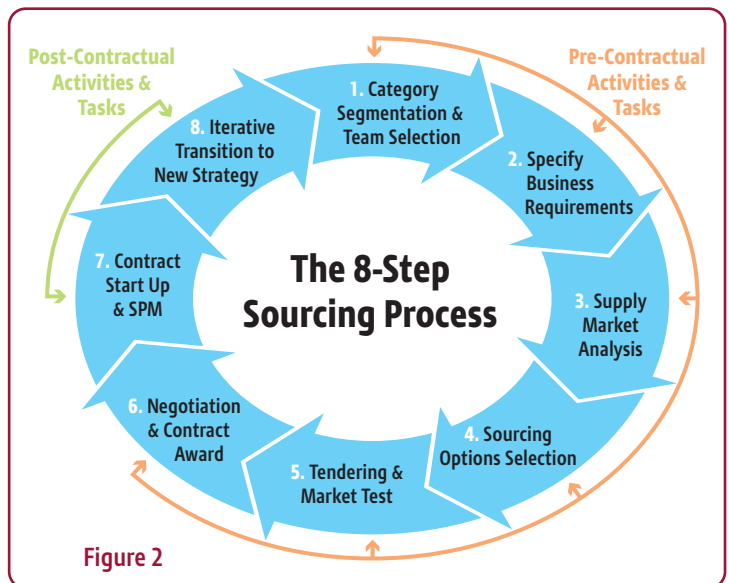 Post-Contractual
Activities &
Tasks
Pre-Contractual
Activities &
Tasks
1. Category
Segmentation &
Team Selection
2. Specify
Business
Requirements
3. Supply
Market
Analysis
4. Sourcing
Options Selection
5. Tendering &
Market Test
6. Negotiation
& Contract
Award
7. Contract
Start Up
& SPM
8. Iterative
Transition to
New Strategy
The 8-Step
Sourcing Process
Figure 2